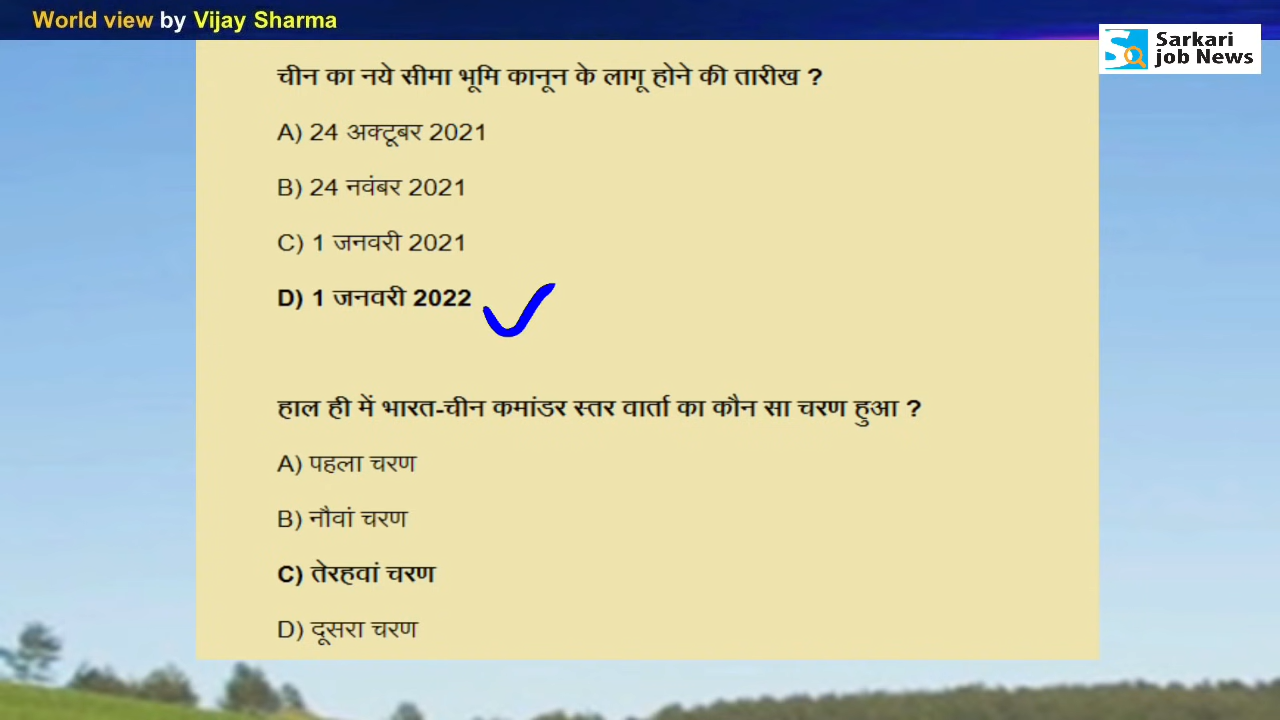 World view by Vijay Sharma
Sarkari
job News
चीन का नये सीमा भूमि कानून के लागू होने की तारीख ?
A) 24 अक्टूबर 2021
B) 24 नवंबर 2021
C) 1 जनवरी 2021
D) 1 जनवरी 2022
हाल ही में भारत-चीन कमांडर स्तर वार्ता का कौन सा चरण हुआ ?
A) पहला चरण
B) नौवां चरण
C) तेरहवां चरण
D) दूसरा चरण